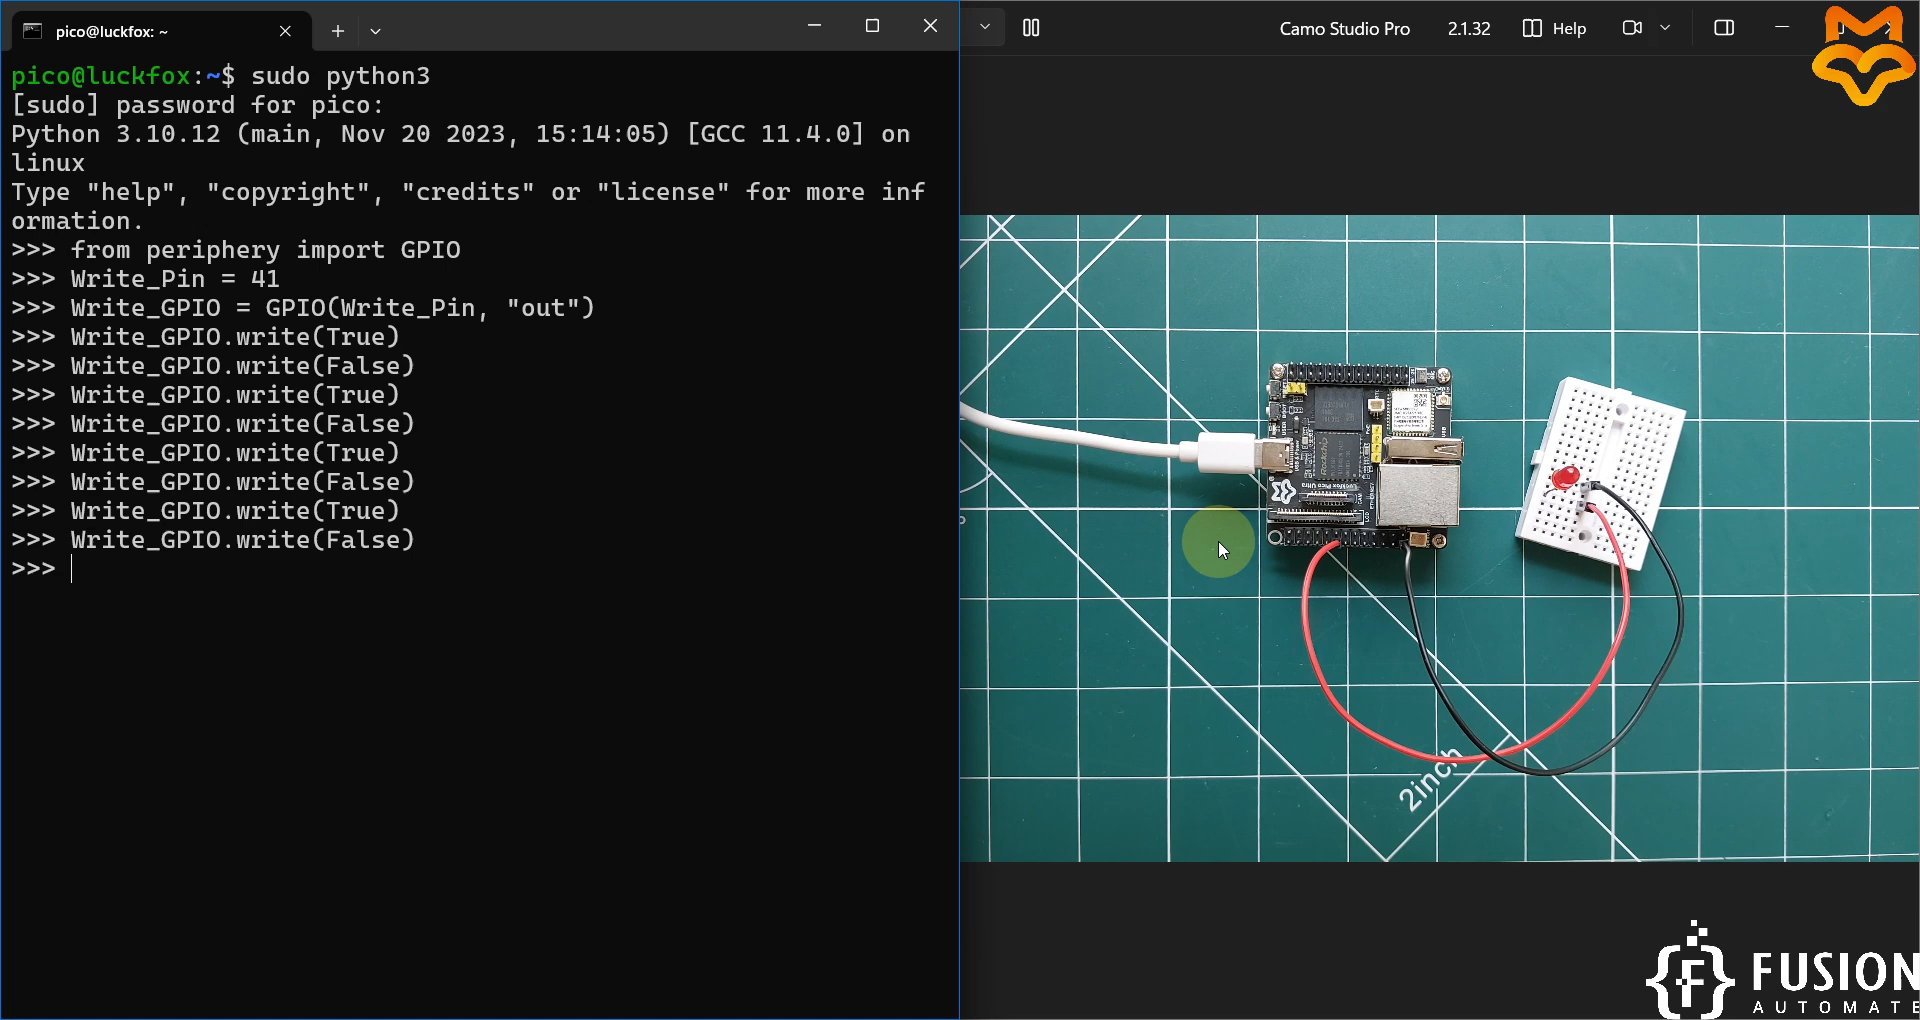 pico@luckfox: ~
Camo Studio Pro
2.1.32
Help
pico@luckfox:~$ sudo python3
[sudo] password for pico:
Python 3.10.12 (main, Nov 20 2023, 15:14:05) [GCC 11.4.0] on
linux
Type "help", "copyright", "credits" or "license" for more inf
ormation.
>>> from periphery import GPIO
>>> Write_Pin = 41
>>> Write_GPIO = GPIO(Write_Pin, "out")
>>> Write_GPIO.write(True)
>>> Write_GPIO.write(False)
>>> Write_GPIO.write(True)
>>> Write_GPIO.write(False)
>>> Write_GPIO.write(True)
>>> Write_GPIO.write(False)
>>> Write_GPIO.write(True)
>>> Write_GPIO.write(False)
>>>
Rockchip
Luckfox Pico Ultra
2inch
FUSION
AUTOMATE